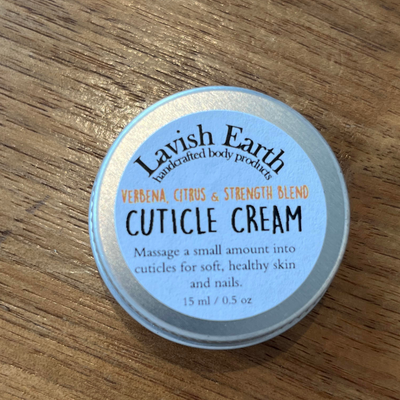 Lavish Earth
handcrafted body products
VERBENA, CITRUS & STRENGTH BLEND
CUTICLE CREAM
Massage a small amount into
cuticles for soft, healthy skin
and nails.
15 ml / 0.5 oz